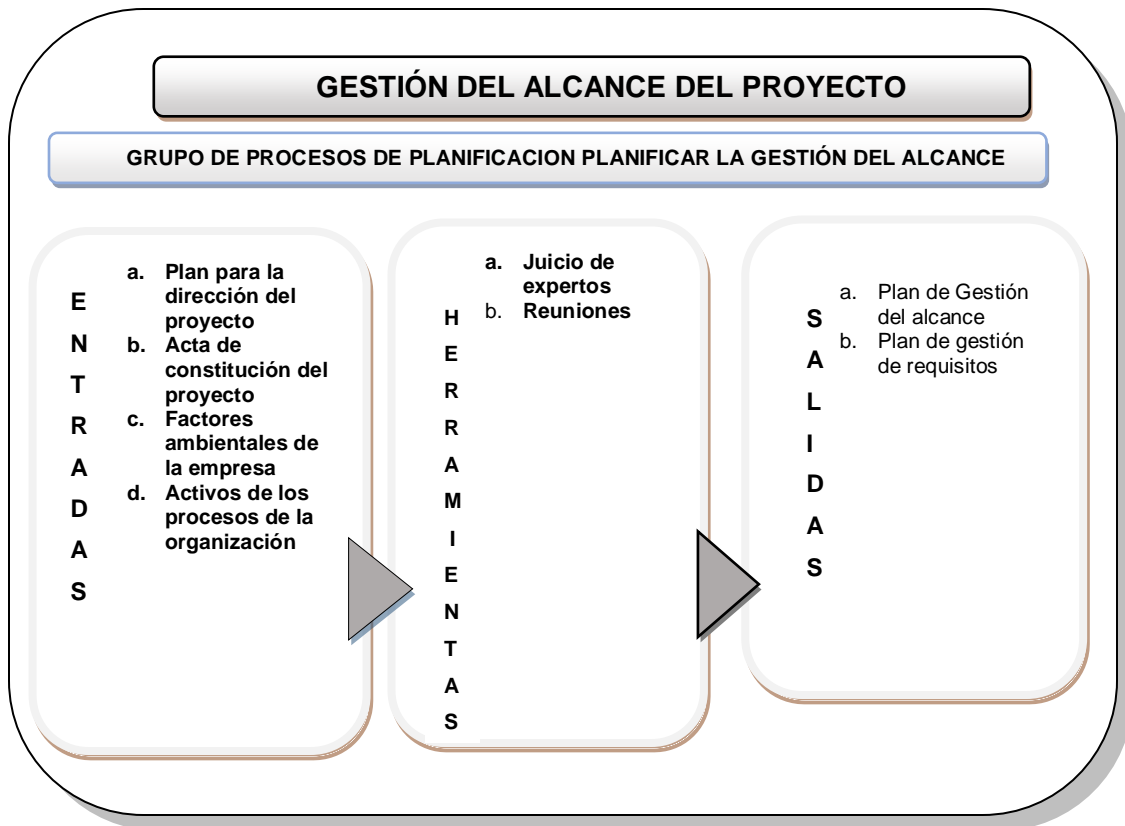 GESTIÓN DEL ALCANCE DEL PROYECTO
GRUPO DE PROCESOS DE PLANIFICACION PLANIFICAR LA GESTIÓN DEL ALCANCE
E
N
T
R
A
D
A
S
a. Plan para la
dirección del
proyecto
b. Acta de
constitución del
proyecto
c. Factores
ambientales de
la empresa
d. Activos de los
procesos de la
organización
H
E
R
R
A
M
I
E
N
T
A
S
a. Juicio de
expertos
b. Reuniones
S
A
L
I
D
A
S
a. Plan de Gestión
del alcance
b. Plan de gestión
de requisitos